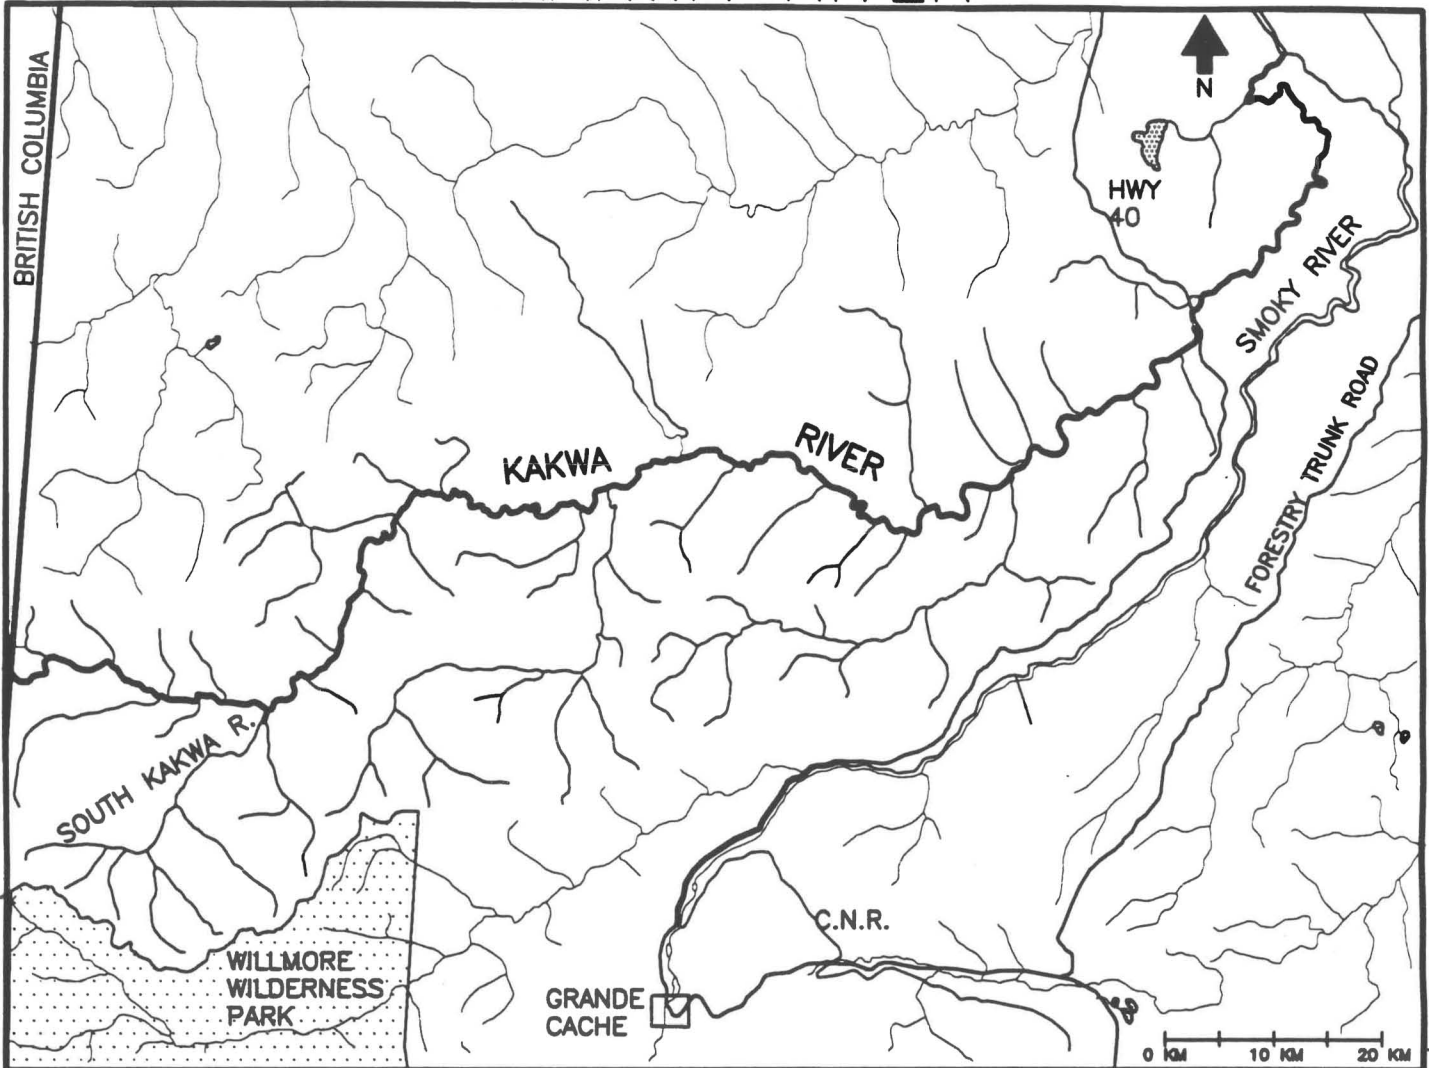 N
BRITISH COLUMBIA
HWY
40
SMOKY RIVER
FORESTRY TRUNK ROAD
KAKWA RIVER
SOUTH KAKWA R.
C.N.R.
WILLMORE
WILDERNESS
PARK
GRANDE
CACHE
0 KM 10 KM 20 KM